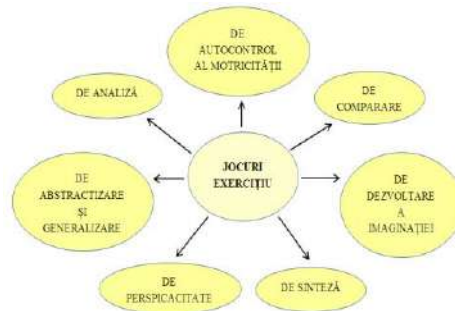 DE
AUTOCONTROL
AL MOTRICITĂȚII
DE ANALIZĂ
DE
COMPARARE
JOCURI
EXERCIȚIU
DE
ABSTRACTIZARE
ȘI
GENERALIZARE
DE
DEZVOLTARE
A
IMAGINAȚIEI
DE
PERSPICACITATE
DE SINTEZĂ